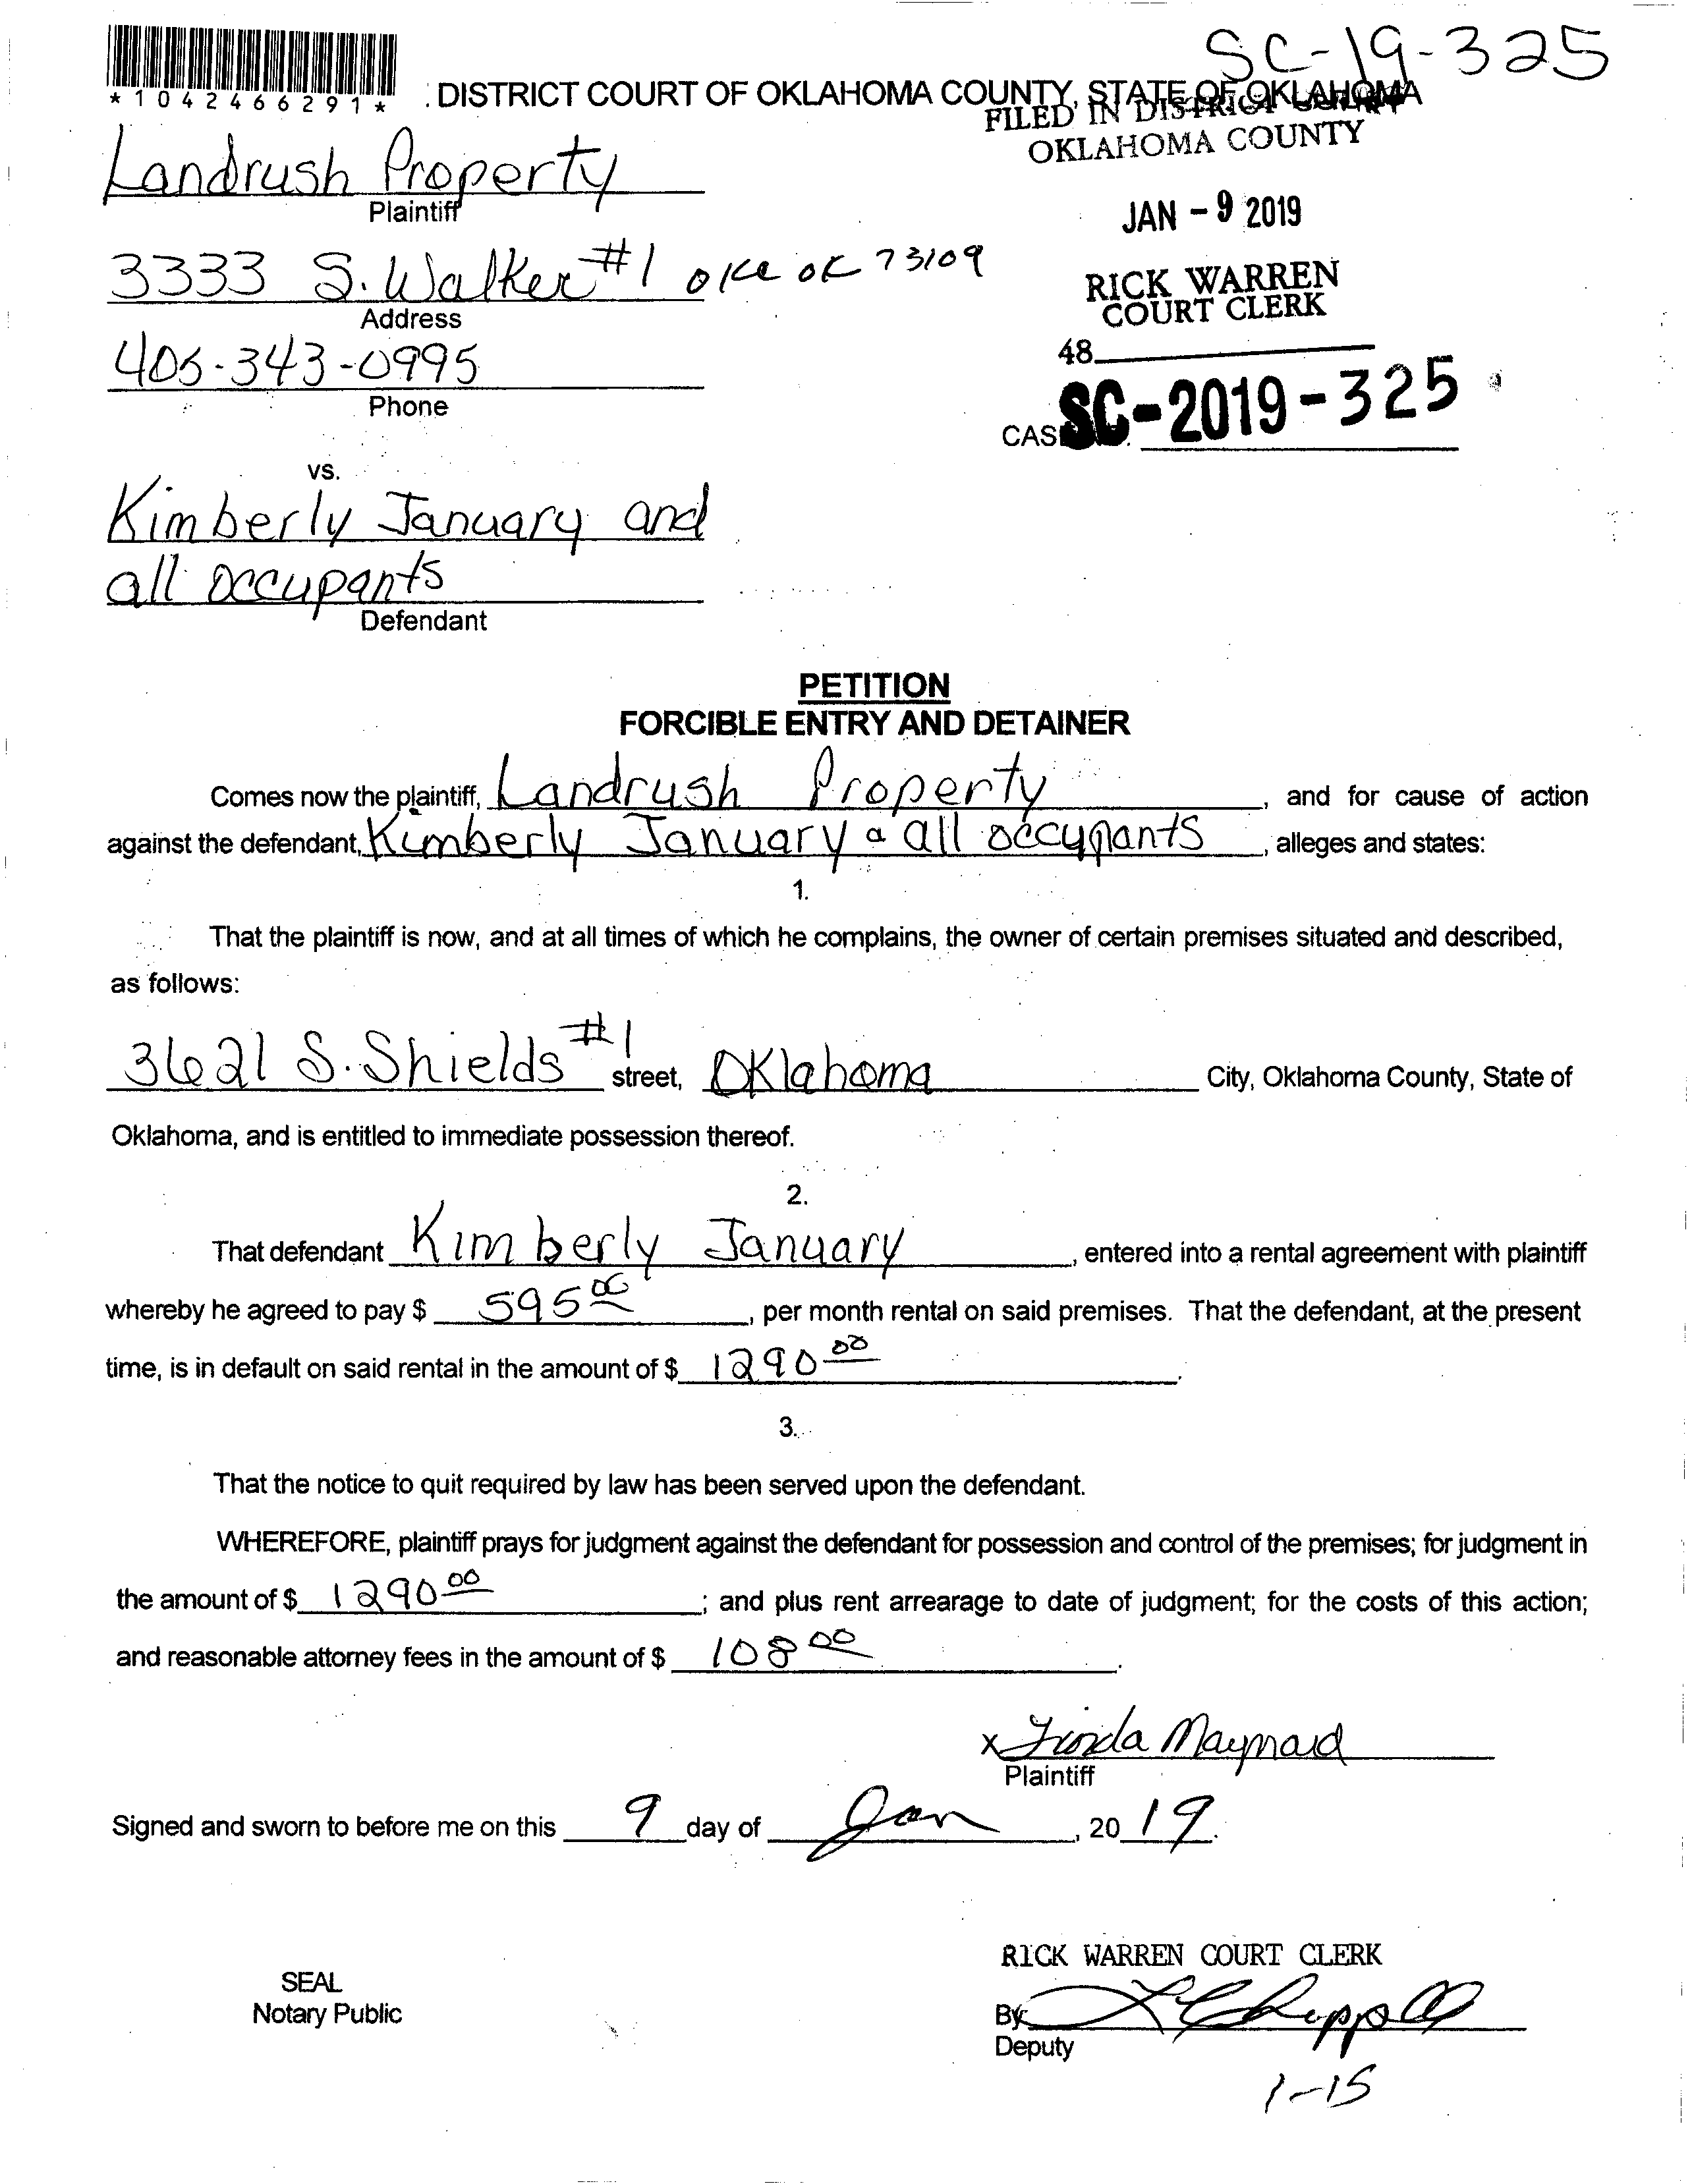 SC-19-325
*1042466291*
DISTRICT COURT OF OKLAHOMA COUNTY, STATE OF OKLAHOMA
FILED IN DISTRICT COURT
OKLAHOMA COUNTY
Landrush Property
Plaintiff
JAN - 9 2019
3333 S. Walker #1 OKC OK 73109
Address
RICK WARREN
COURT CLERK
405-343-0995
Phone
48
CAS SC-2019-325
vs.
Kimberly January and
all occupants
Defendant
PETITION
FORCIBLE ENTRY AND DETAINER
Comes now the plaintiff, Landrush Property, and for cause of action
against the defendant, Kimberly January & all occupants, alleges and states:
1.
That the plaintiff is now, and at all times of which he complains, the owner of certain premises situated and described,
as follows:
3621 S. Shields #1 street, Oklahoma City, Oklahoma County, State of
Oklahoma, and is entitled to immediate possession thereof.
2.
That defendant Kimberly January, entered into a rental agreement with plaintiff
whereby he agreed to pay $ 595 00, per month rental on said premises. That the defendant, at the present
time, is in default on said rental in the amount of $ 1290 00.
3.
That the notice to quit required by law has been served upon the defendant.
WHEREFORE, plaintiff prays for judgment against the defendant for possession and control of the premises; for judgment in
the amount of $ 1290 00; and plus rent arrearage to date of judgment; for the costs of this action;
and reasonable attorney fees in the amount of $ 108 00.
x Linda Maynard
Plaintiff
Signed and sworn to before me on this 9 day of Jan, 20 19.
RICK WARREN COURT CLERK
SEAL
Notary Public
By
Deputy
1-15